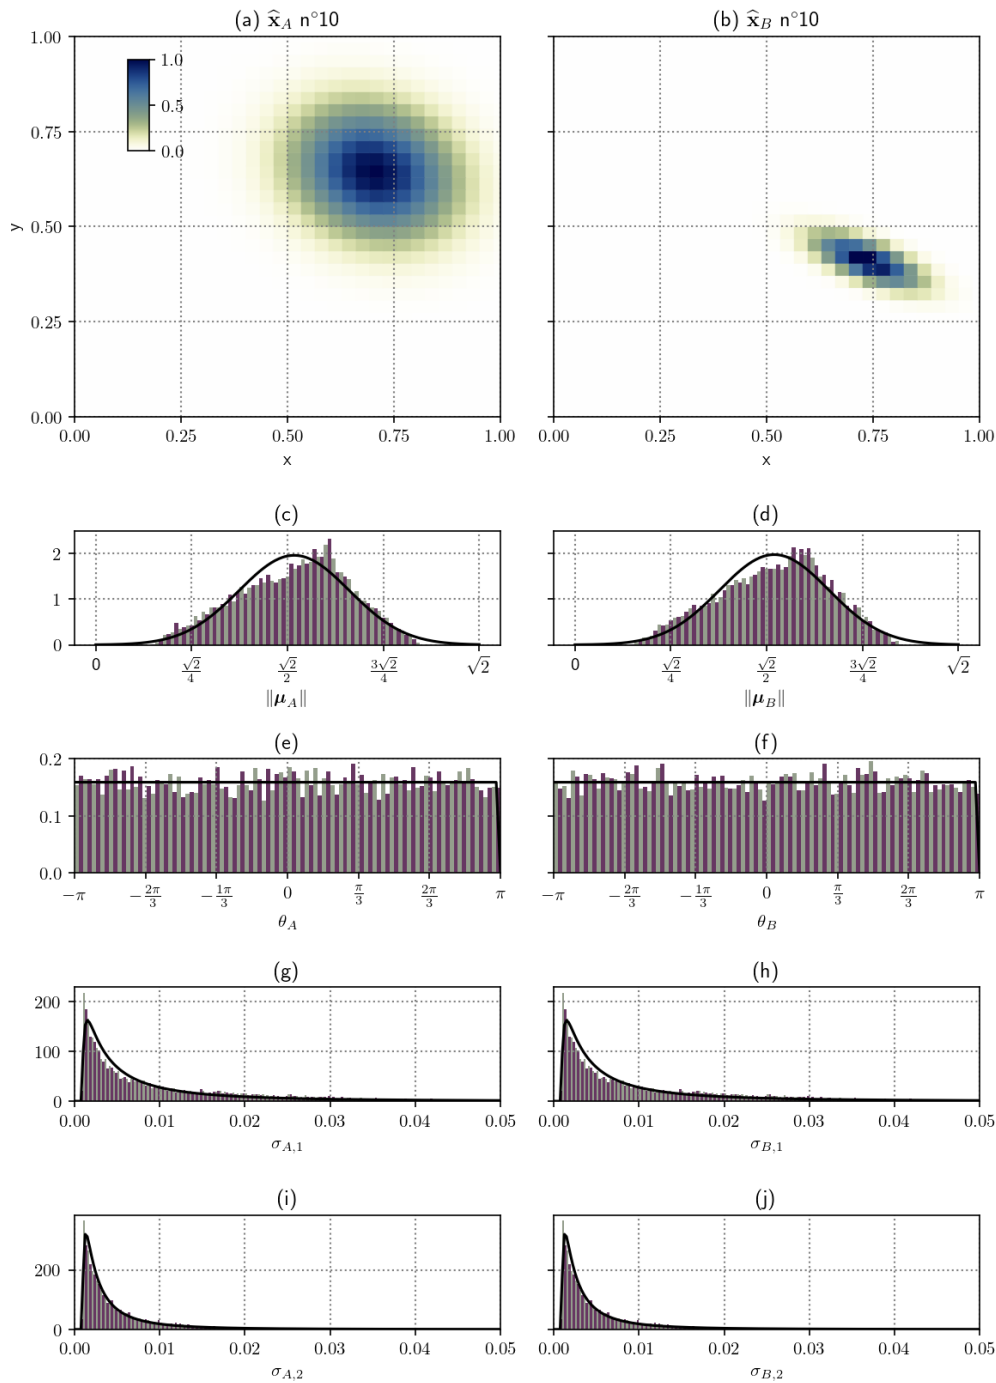 (a) x̂_A n°10
(b) x̂_B n°10
1.00
0.75
0.50
0.25
0.00
y
1.0
0.5
0.0
0.00 0.25 0.50 0.75 1.00
0.00 0.25 0.50 0.75 1.00
x
x
(c)
(d)
2
1
0
0 √2/4 √2/2 3√2/4 √2
0 √2/4 √2/2 3√2/4 √2
‖μ_A‖
‖μ_B‖
(e)
(f)
0.2
0.1
0.0
−π −2π/3 −1π/3 0 π/3 2π/3 π
−π −2π/3 −1π/3 0 π/3 2π/3 π
θ_A
θ_B
(g)
(h)
200
100
0
0.00 0.01 0.02 0.03 0.04 0.05
0.00 0.01 0.02 0.03 0.04 0.05
σ_A,1
σ_B,1
(i)
(j)
200
0
0.00 0.01 0.02 0.03 0.04 0.05
0.00 0.01 0.02 0.03 0.04 0.05
σ_A,2
σ_B,2